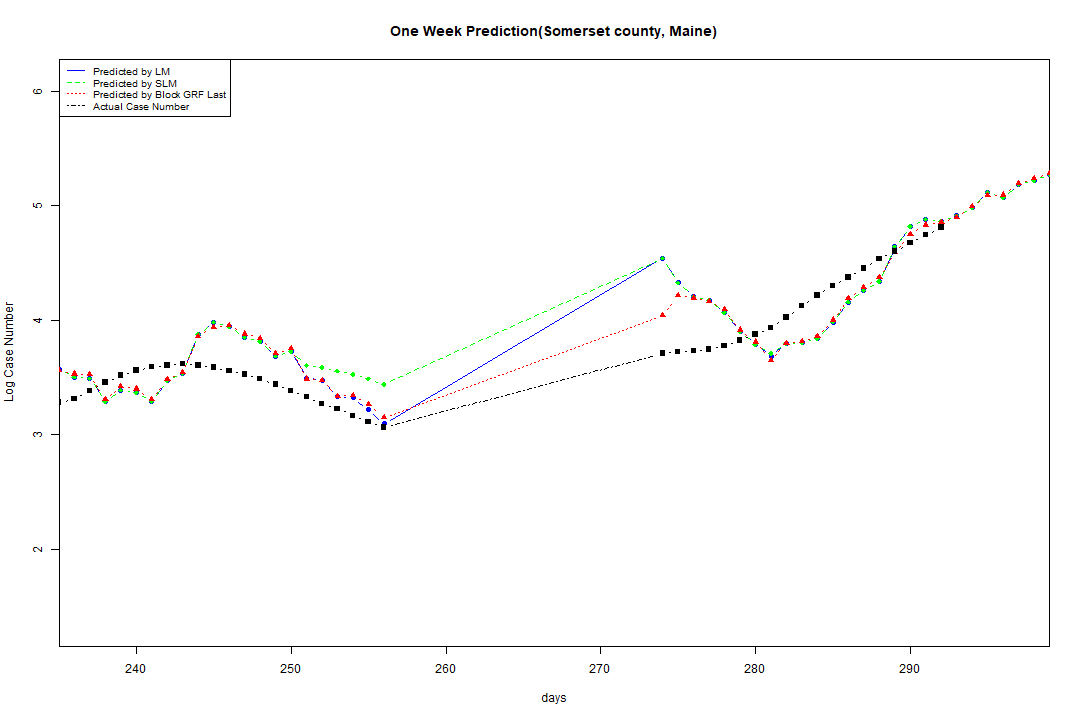 One Week Prediction(Somerset county, Maine)
Predicted by LM
Predicted by SLM
Predicted by Block GRF Last
Actual Case Number
6
5
4
3
2
Log Case Number
240 250 260 270 280 290
days